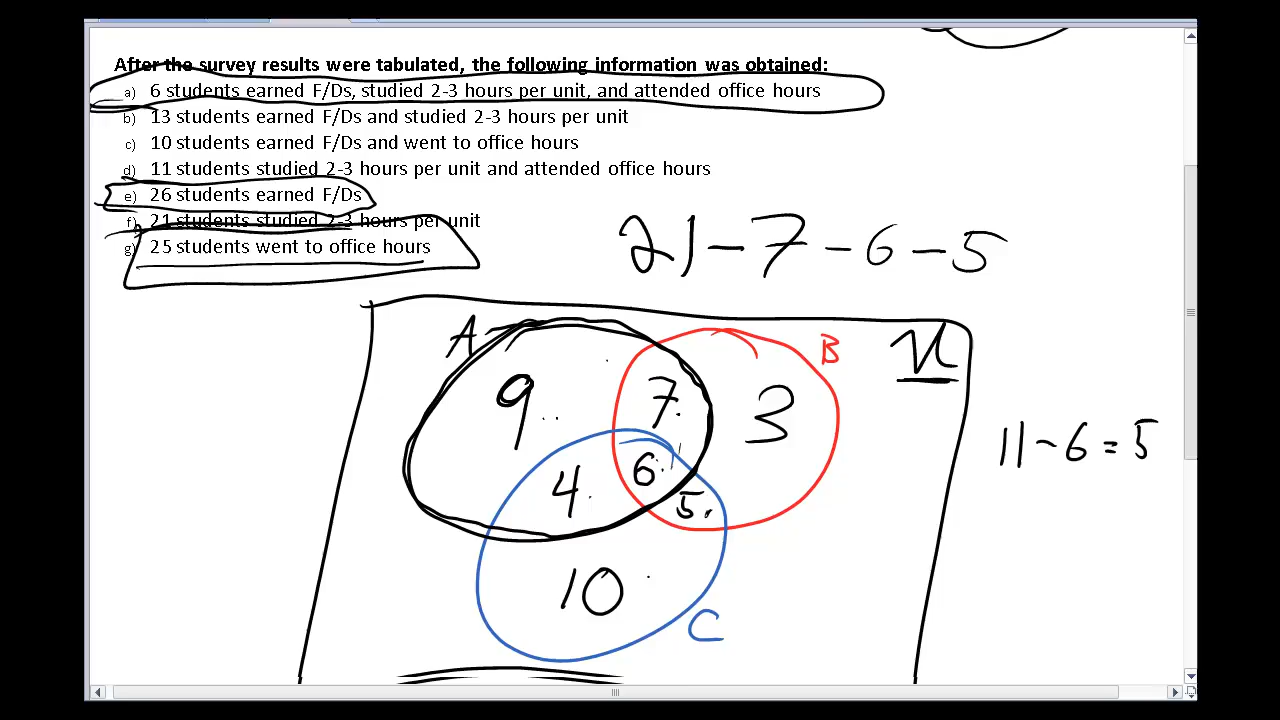 After the survey results were tabulated, the following information was obtained:
a) 6 students earned F/Ds, studied 2-3 hours per unit, and attended office hours
b) 13 students earned F/Ds and studied 2-3 hours per unit
c) 10 students earned F/Ds and went to office hours
d) 11 students studied 2-3 hours per unit and attended office hours
e) 26 students earned F/Ds
f) 21 students studied 2-3 hours per unit
g) 25 students went to office hours
21-7-6-5
A
B
U
9
7
3
11-6=5
4
6
5
10
C